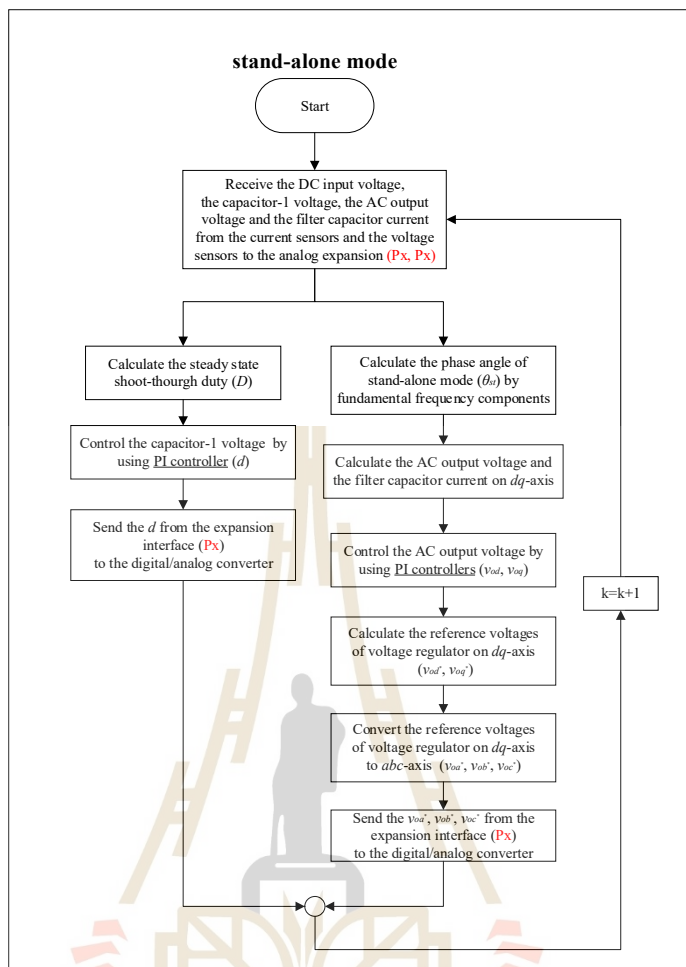 stand-alone mode
Start
Receive the DC input voltage,
the capacitor-1 voltage, the AC output
voltage and the filter capacitor current
from the current sensors and the voltage
sensors to the analog expansion (Px, Px)
Calculate the steady state
shoot-thourgh duty (D)
Control the capacitor-1 voltage by
using PI controller (d)
Send the d from the expansion
interface (Px)
to the digital/analog converter
Calculate the phase angle of
stand-alone mode (θst) by
fundamental frequency components
Calculate the AC output voltage and
the filter capacitor current on dq-axis
Control the AC output voltage by
using PI controllers (vod, voq)
Calculate the reference voltages
of voltage regulator on dq-axis
(vod*, voq*)
Convert the reference voltages
of voltage regulator on dq-axis
to abc-axis (voa*, vob*, voc*)
Send the voa*, vob*, voc* from the
expansion interface (Px)
to the digital/analog converter
k=k+1